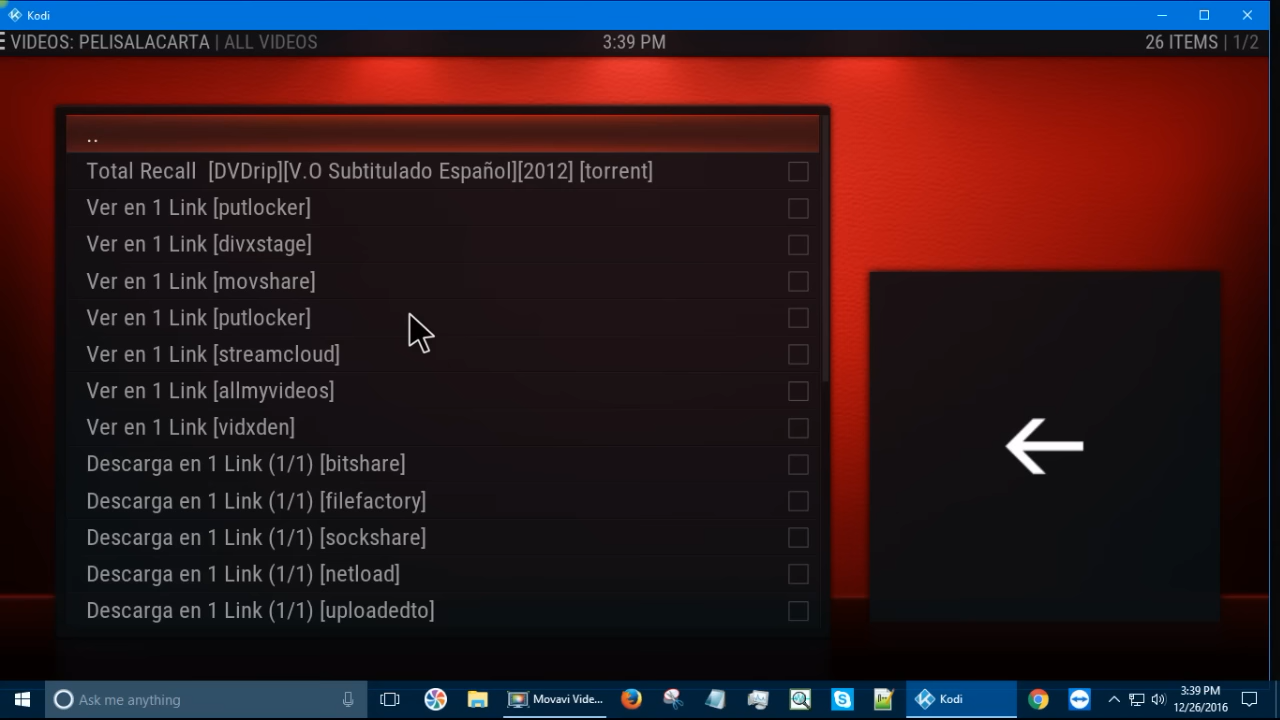 Kodi
VIDEOS: PELISALACARTA | ALL VIDEOS
3:39 PM
26 ITEMS | 1/2
..
Total Recall  [DVDrip][V.O Subtitulado Español][2012] [torrent]
Ver en 1 Link [putlocker]
Ver en 1 Link [divxstage]
Ver en 1 Link [movshare]
Ver en 1 Link [putlocker]
Ver en 1 Link [streamcloud]
Ver en 1 Link [allmyvideos]
Ver en 1 Link [vidxden]
Descarga en 1 Link (1/1) [bitshare]
Descarga en 1 Link (1/1) [filefactory]
Descarga en 1 Link (1/1) [sockshare]
Descarga en 1 Link (1/1) [netload]
Descarga en 1 Link (1/1) [uploadedto]
Ask me anything
Movavi Vide...
Kodi
3:39 PM
12/26/2016